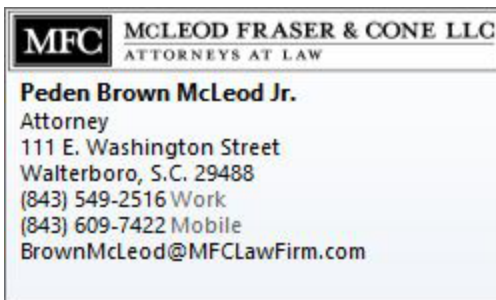 MFC
MCLEOD FRASER & CONE LLC
ATTORNEYS AT LAW
Peden Brown McLeod Jr.
Attorney
111 E. Washington Street
Walterboro, S.C. 29488
(843) 549-2516 Work
(843) 609-7422 Mobile
BrownMcLeod@MFCLawFirm.com